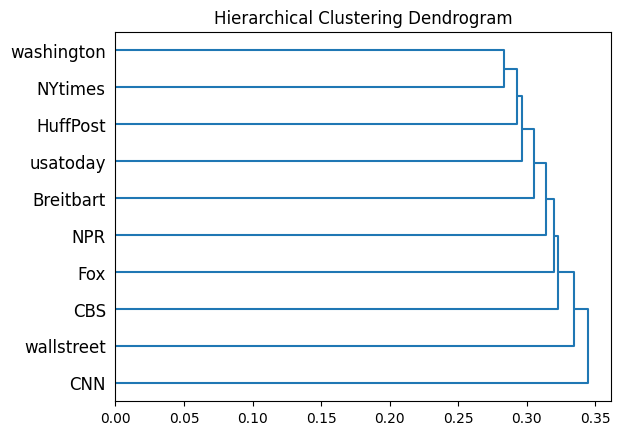 Hierarchical Clustering Dendrogram
washington
NYtimes
HuffPost
usatoday
Breitbart
NPR
Fox
CBS
wallstreet
CNN
0.00 0.05 0.10 0.15 0.20 0.25 0.30 0.35